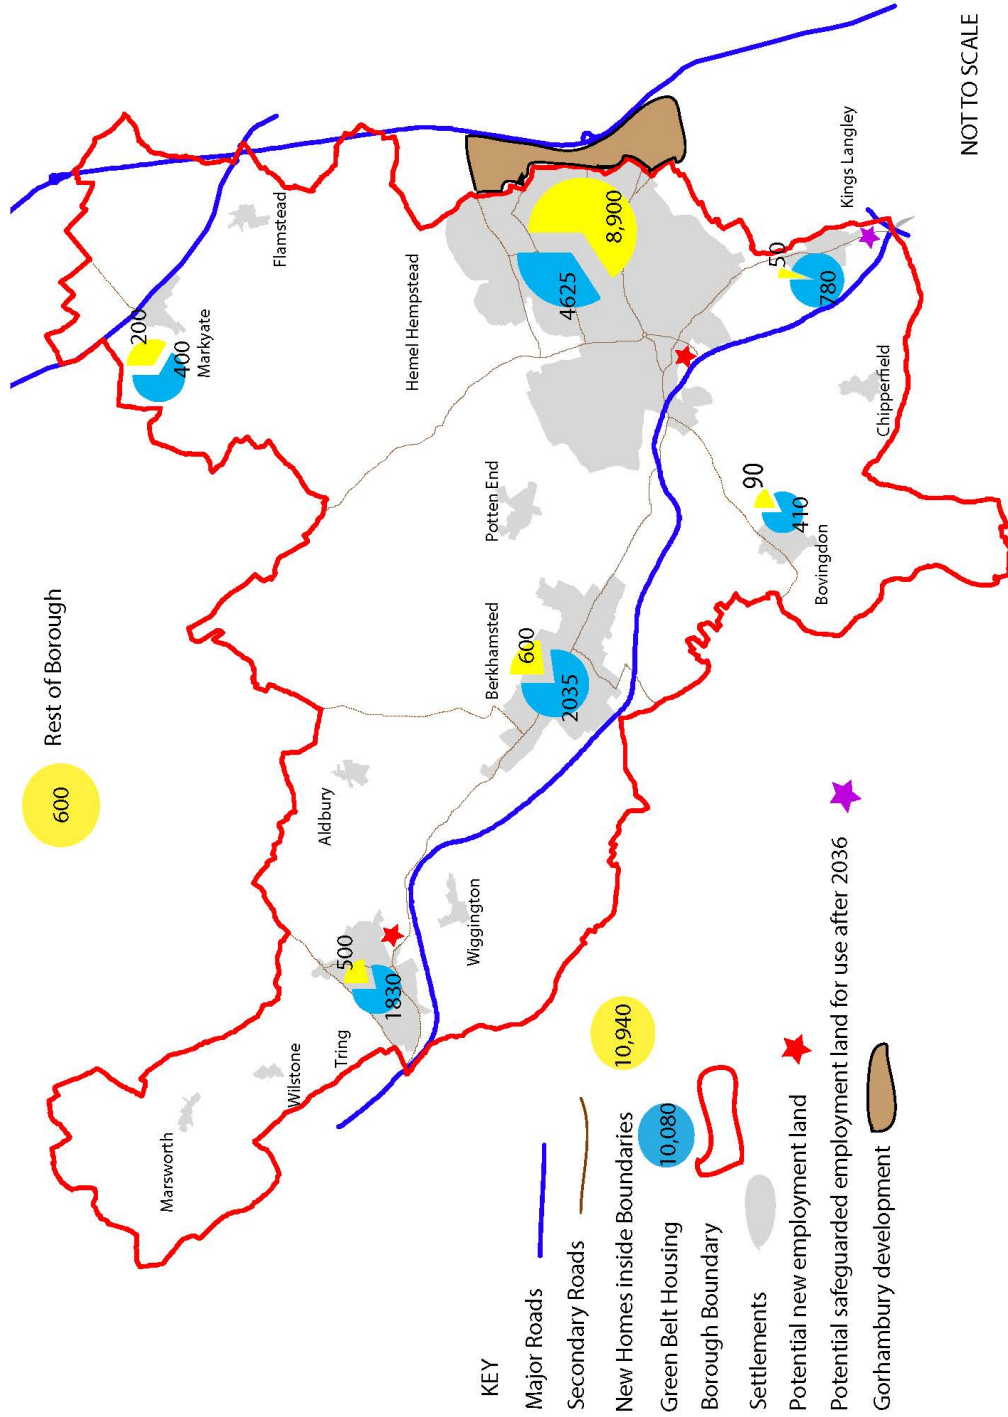 600
Rest of Borough
Marsworth
Wilstone
Tring
500
1830
Wiggington
Aldbury
Berkhamsted
600
2035
Potten End
Hemel Hempstead
4625
8,900
Markyate
200
400
Flamstead
Bovingdon
90
410
Chipperfield
Kings Langley
50
780
KEY
Major Roads
Secondary Roads
New Homes inside Boundaries
10,940
Green Belt Housing
10,080
Borough Boundary
Settlements
Potential new employment land
Potential safeguarded employment land for use after 2036
Gorhambury development
NOT TO SCALE